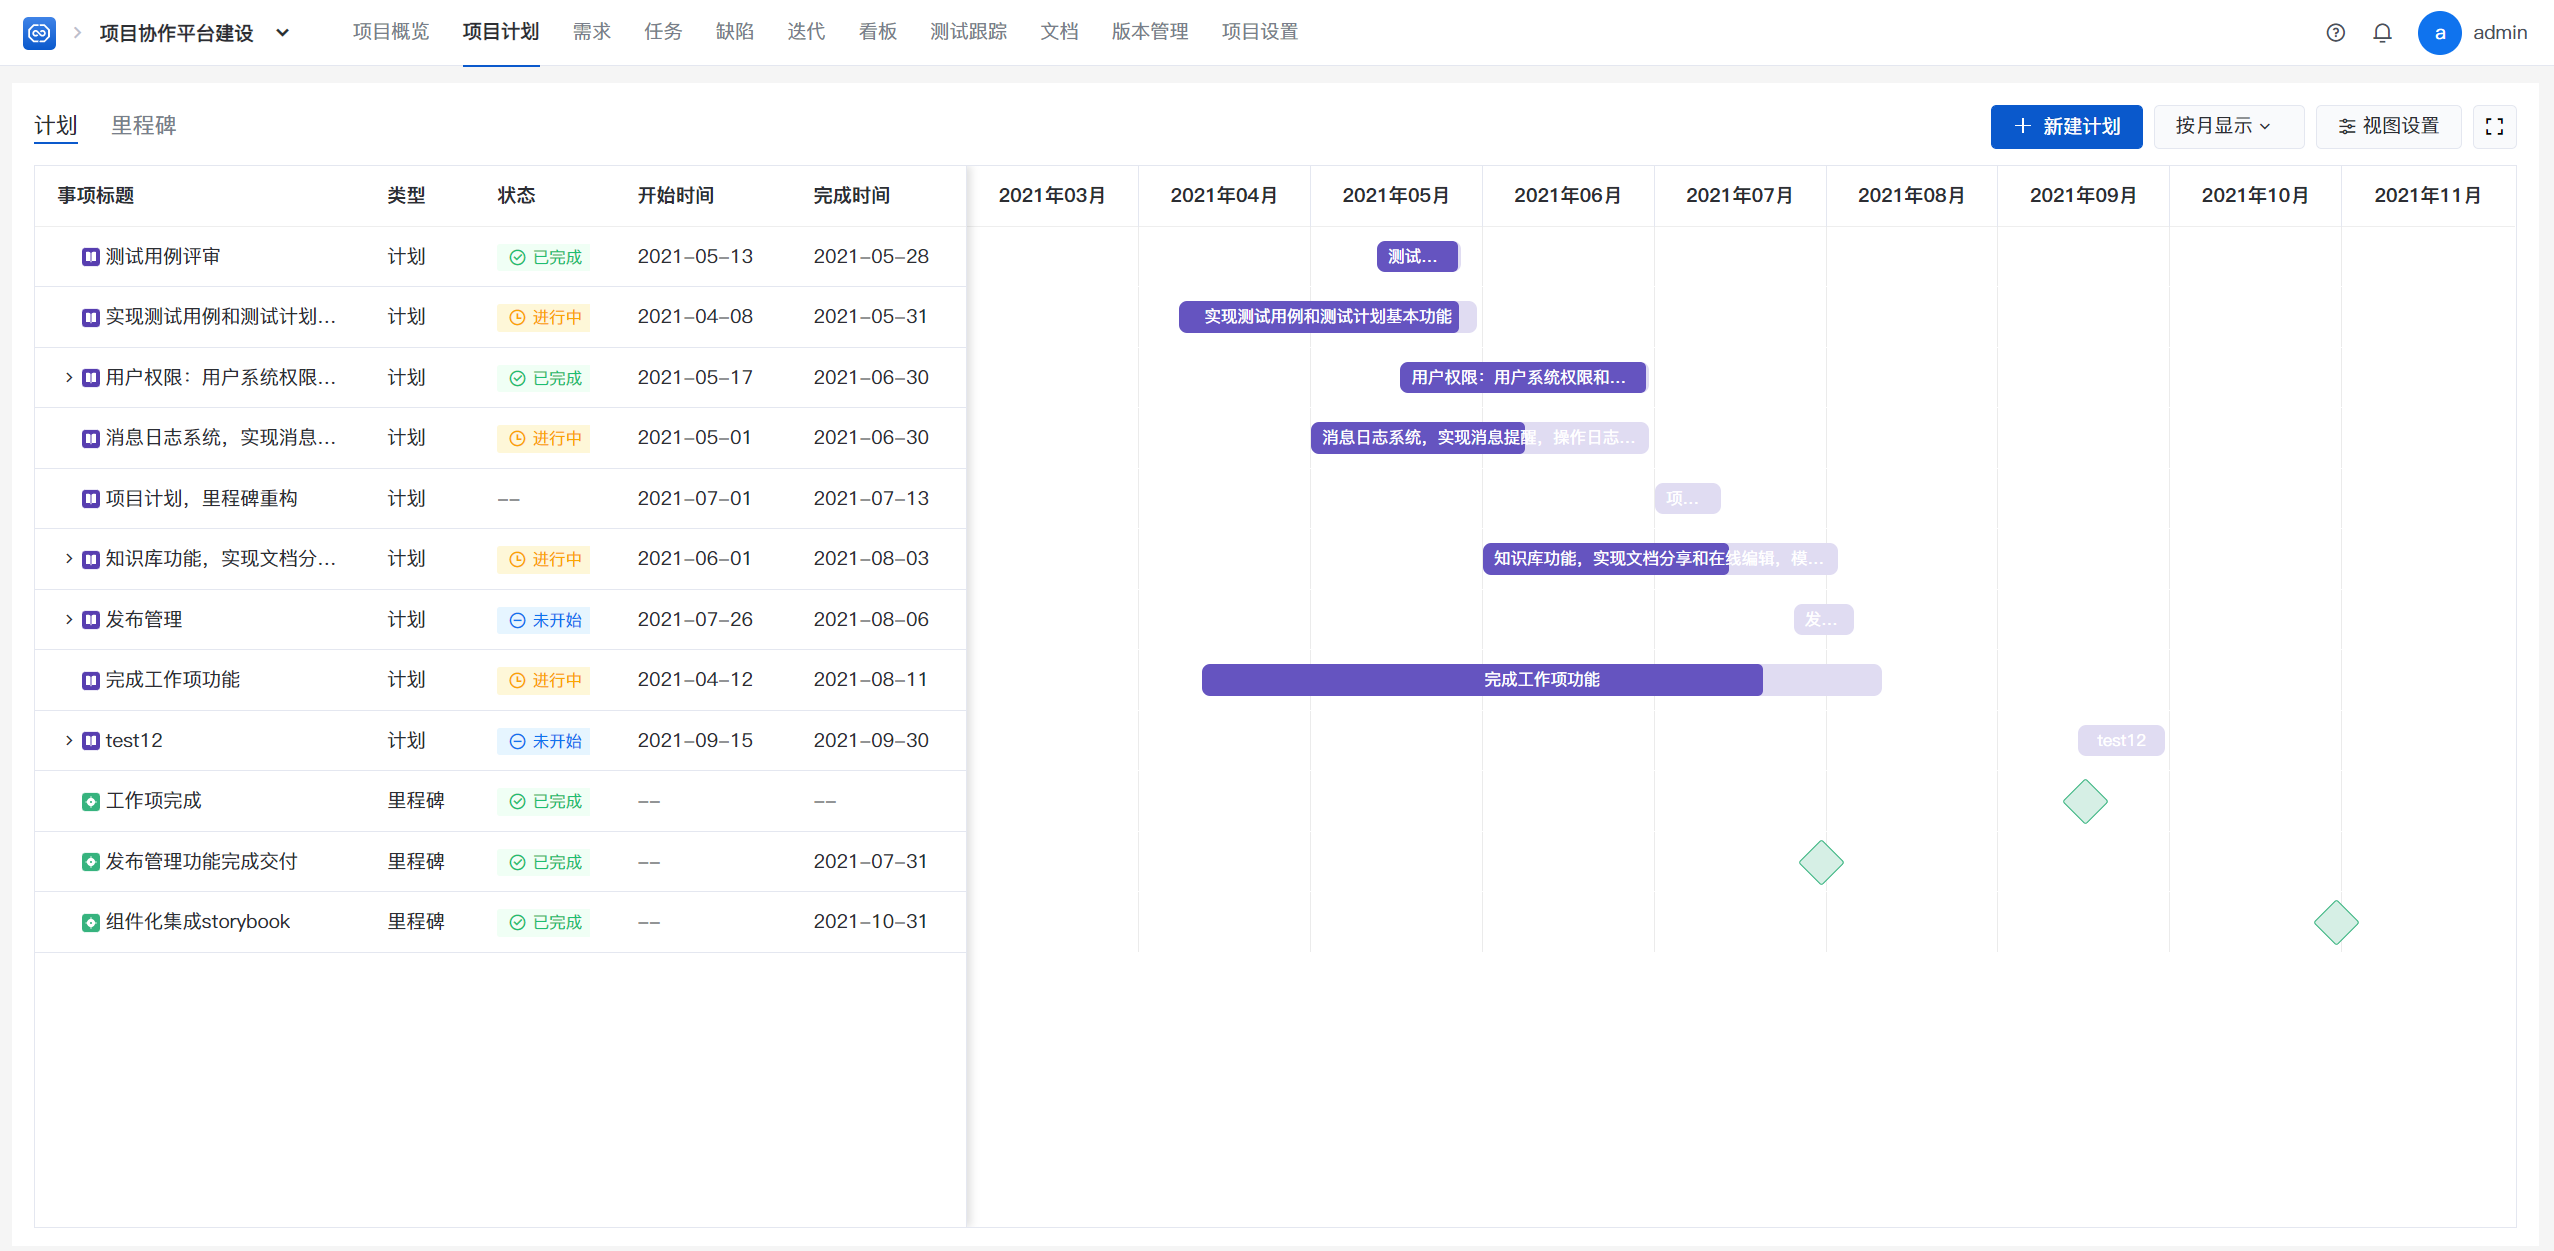 项目协作平台建设 项目概览 项目计划 需求 任务 缺陷 迭代 看板 测试跟踪 文档 版本管理 项目设置 a admin
计划 里程碑 新建计划 按月显示 视图设置
事项标题 类型 状态 开始时间 完成时间 2021年03月 2021年04月 2021年05月 2021年06月 2021年07月 2021年08月 2021年09月 2021年10月 2021年11月
测试用例评审 计划 已完成 2021-05-13 2021-05-28 测试...
实现测试用例和测试计划... 计划 进行中 2021-04-08 2021-05-31 实现测试用例和测试计划基本功能
用户权限：用户系统权限... 计划 已完成 2021-05-17 2021-06-30 用户权限：用户系统权限和...
消息日志系统，实现消息... 计划 进行中 2021-05-01 2021-06-30 消息日志系统，实现消息提醒，操作日志...
项目计划，里程碑重构 计划 -- 2021-07-01 2021-07-13 项...
知识库功能，实现文档分... 计划 进行中 2021-06-01 2021-08-03 知识库功能，实现文档分享和在线编辑，模...
发布管理 计划 未开始 2021-07-26 2021-08-06 发...
完成工作项功能 计划 进行中 2021-04-12 2021-08-11 完成工作项功能
test12 计划 未开始 2021-09-15 2021-09-30 test12
工作项完成 里程碑 已完成 -- --
发布管理功能完成交付 里程碑 已完成 -- 2021-07-31
组件化集成storybook 里程碑 已完成 -- 2021-10-31